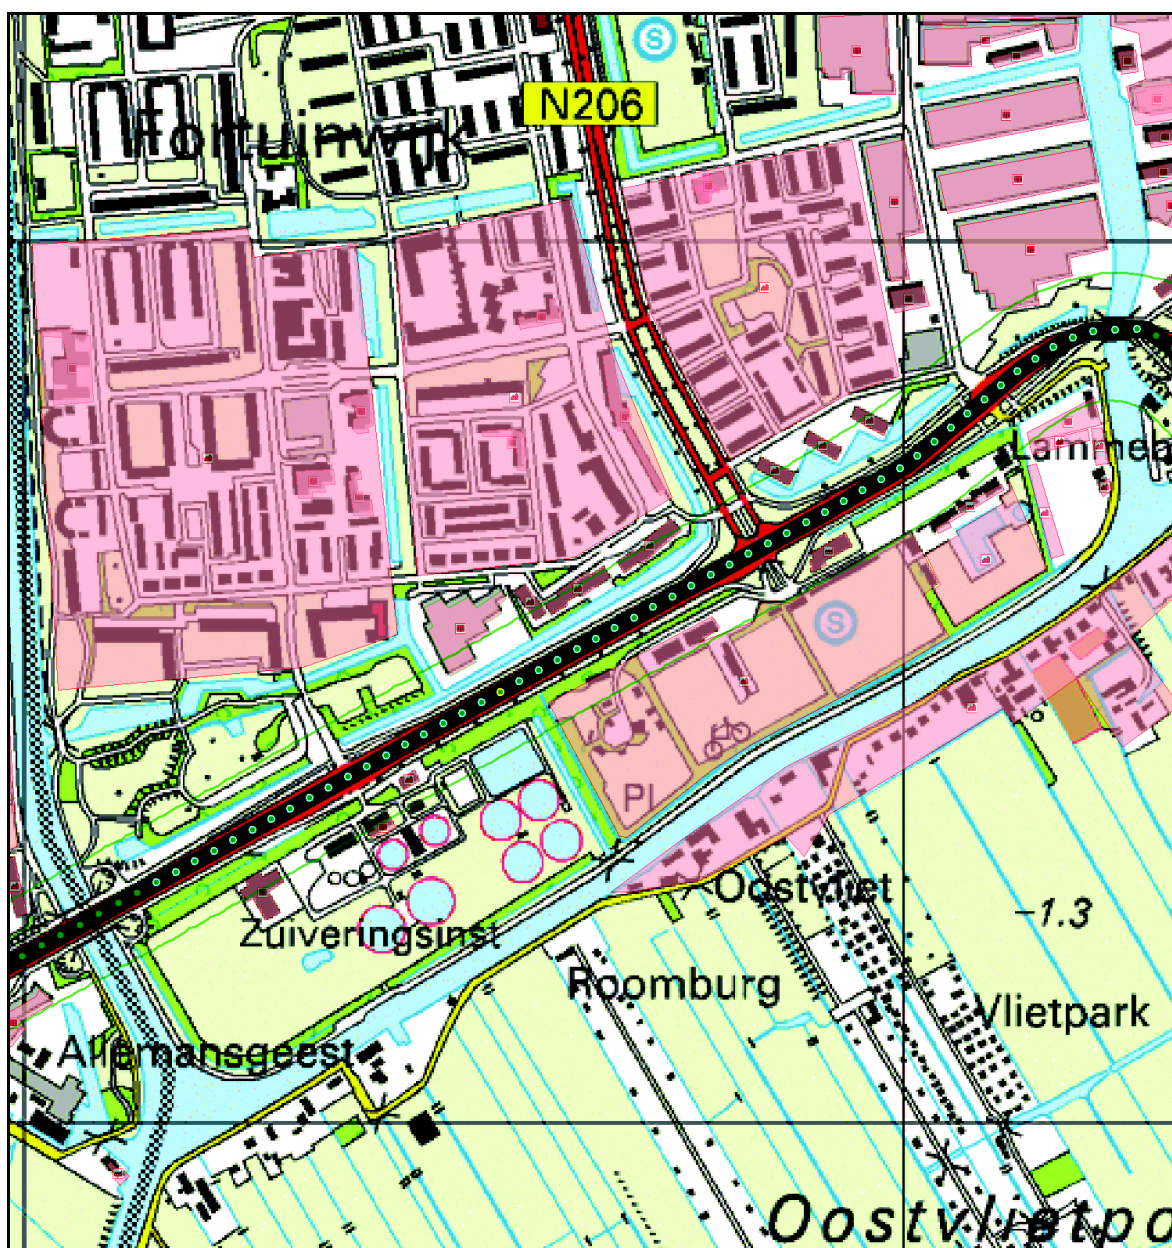 S
N206
Fortuinwijk
Lammeb
S
Pl
Oostvliet
-1.3
Zuiveringsinst
Roomburg
Vlietpark
Allemansgeest
Oostvlietpo